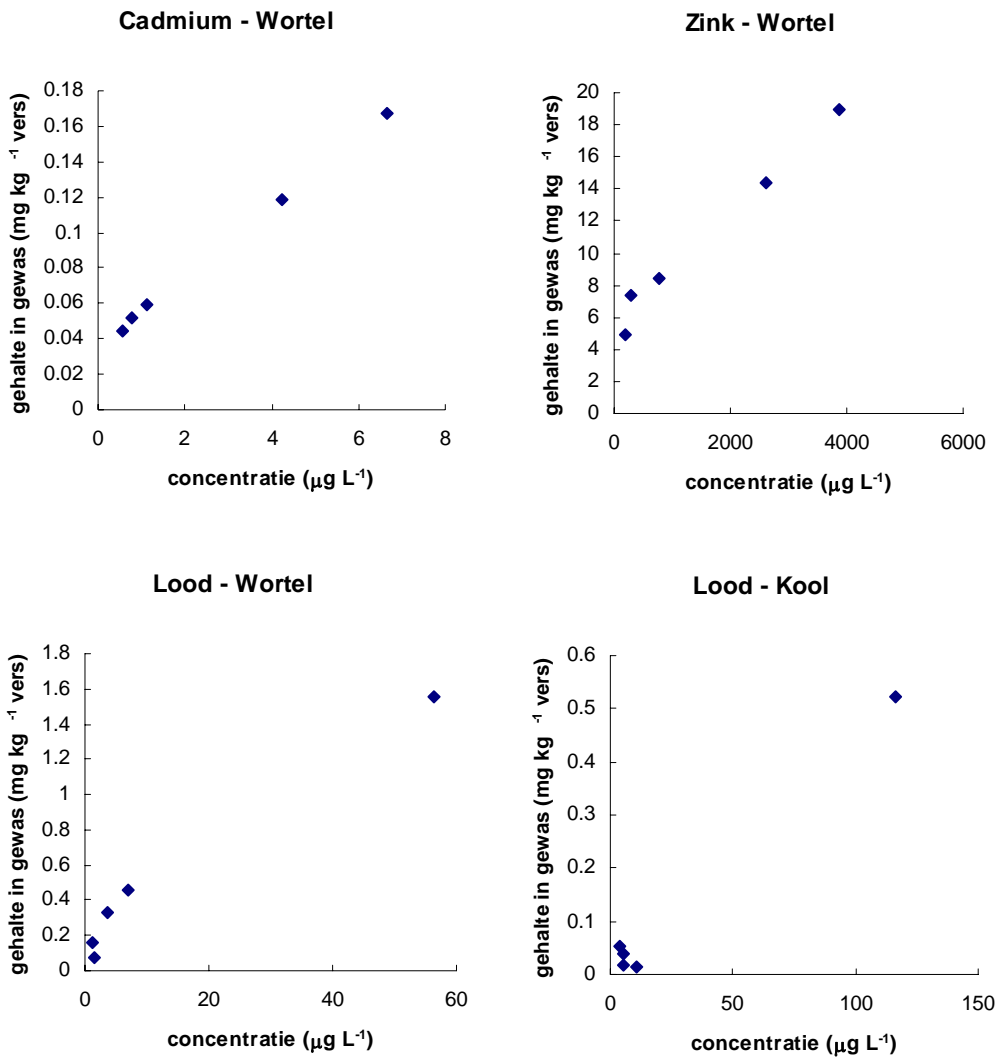 Cadmium - Wortel
gehalte in gewas (mg kg -1 vers)
0.18
0.16
0.14
0.12
0.1
0.08
0.06
0.04
0.02
0
0 2 4 6 8
concentratie (µg L-1)
Zink - Wortel
gehalte in gewas (mg kg -1 vers)
20
18
16
14
12
10
8
6
4
2
0
0 2000 4000 6000
concentratie (µg L-1)
Lood - Wortel
gehalte in gewas (mg kg -1 vers)
1.8
1.6
1.4
1.2
1
0.8
0.6
0.4
0.2
0
0 20 40 60
concentratie (µg L-1)
Lood - Kool
gehalte in gewas (mg kg -1 vers)
0.6
0.5
0.4
0.3
0.2
0.1
0
0 50 100 150
concentratie (µg L-1)